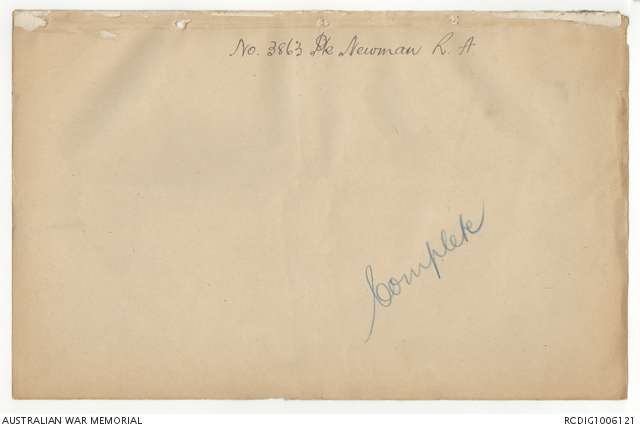 No. 3863 Pte Newman L. A
Complete
AUSTRALIAN WAR MEMORIAL
RCDIG1006121